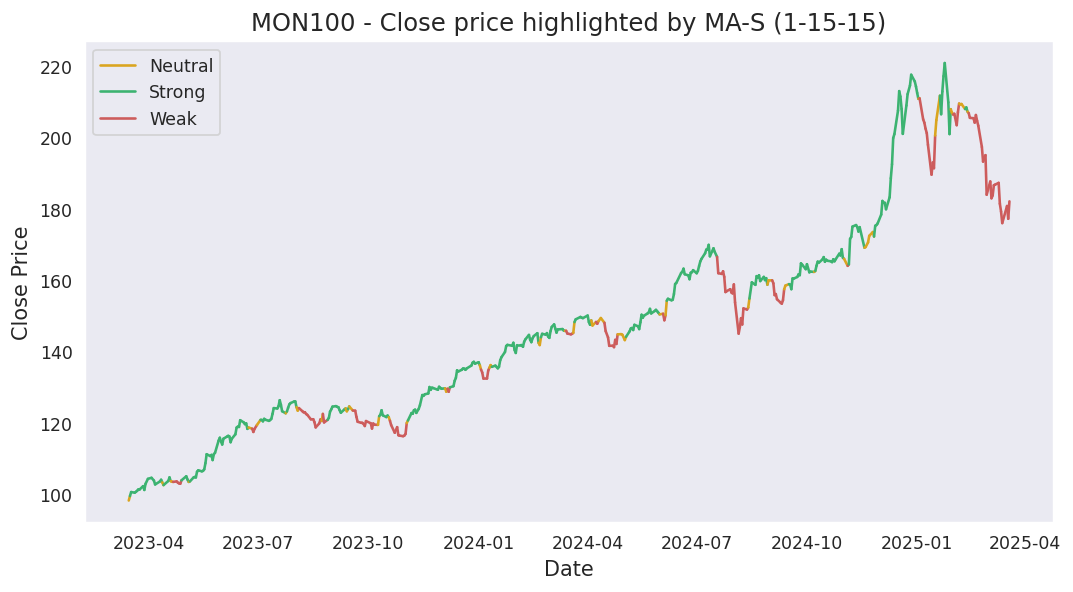 MON100 - Close price highlighted by MA-S (1-15-15)
Neutral
Strong
Weak
Close Price
220
200
180
160
140
120
100
2023-04 2023-07 2023-10 2024-01 2024-04 2024-07 2024-10 2025-01 2025-04
Date